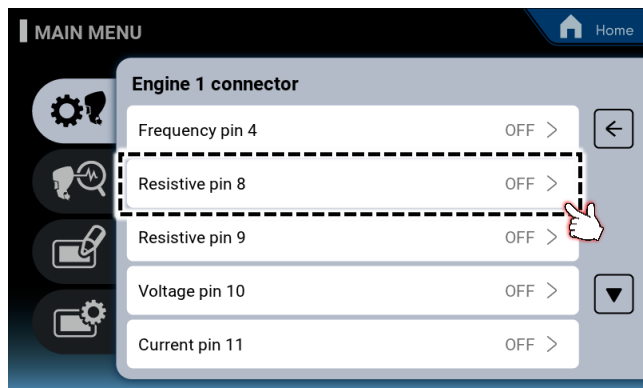 MAIN MENU
Home
Engine 1 connector
Frequency pin 4 OFF
Resistive pin 8 OFF
Resistive pin 9 OFF
Voltage pin 10 OFF
Current pin 11 OFF